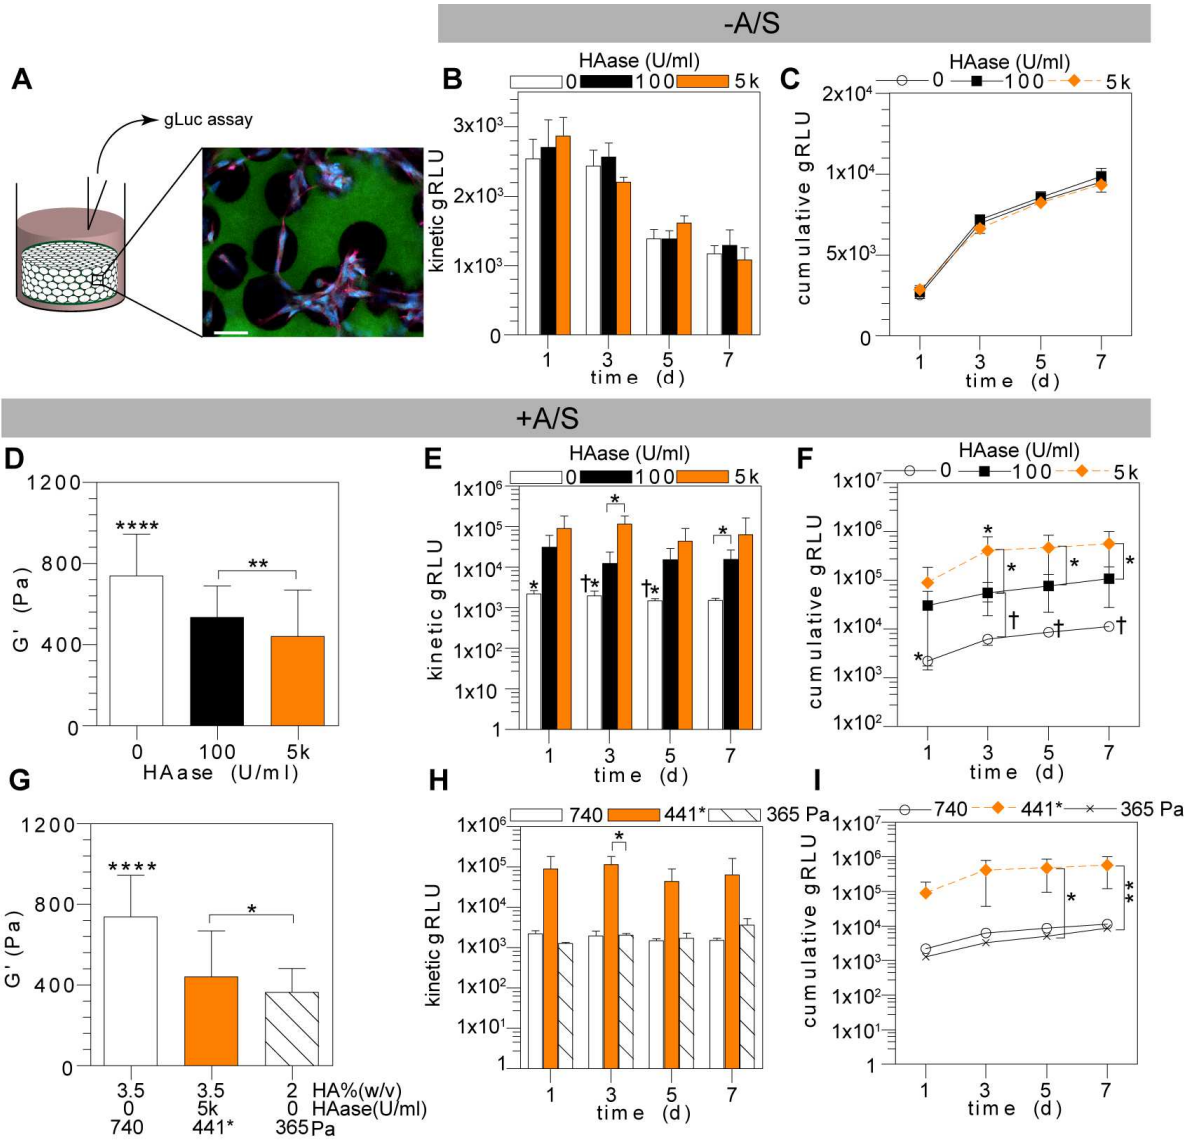 -A/S
A
gLuc assay
B
HAase (U/ml)
0 100 5k
kinetic gRLU
3x10³
2x10³
1x10³
0
1 3 5 7
time (d)
C
HAase (U/ml)
0 100 5k
cumulative gRLU
2x10⁴
1x10⁴
5x10³
0
1 3 5 7
time (d)
+A/S
D
G' (Pa)
1200
800
400
0
****
**
0 100 5k
HAase (U/ml)
E
HAase (U/ml)
0 100 5k
kinetic gRLU
1x10⁶
1x10⁵
1x10⁴
1x10³
1x10²
1x10
1
*
†*
*
†*
*
1 3 5 7
time (d)
F
HAase (U/ml)
0 100 5k
cumulative gRLU
1x10⁷
1x10⁶
1x10⁵
1x10⁴
1x10³
1x10²
*
*
*
*
*
†
†
†
1 3 5 7
time (d)
G
G' (Pa)
1200
800
400
0
****
*
3.5 3.5 2 HA%(w/v)
0 5k 0 HAase(U/ml)
740 441* 365 Pa
H
740 441* 365 Pa
kinetic gRLU
1x10⁶
1x10⁵
1x10⁴
1x10³
1x10²
1x10¹
1
*
1 3 5 7
time (d)
I
740 441* 365 Pa
cumulative gRLU
1x10⁷
1x10⁶
1x10⁵
1x10⁴
1x10³
1x10²
1x10¹
1
*
**
1 3 5 7
time (d)